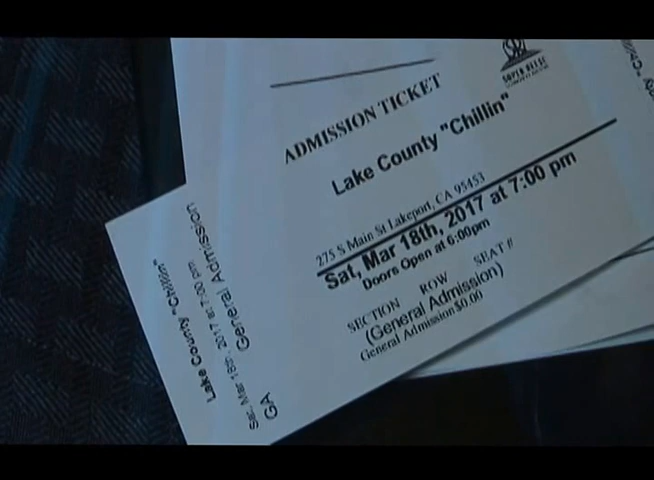 ADMISSION TICKET
Lake County "Chillin"
275 S Main St Lakeport, CA 95453
Sat, Mar 18th, 2017 at 7:00 pm
Doors Open at 6:00pm
SECTION ROW SEAT #
(General Admission)
General Admission $0.00
Lake County "Chillin"
Sat, Mar 18th, 2017 at 7:00 pm
General Admission
GA